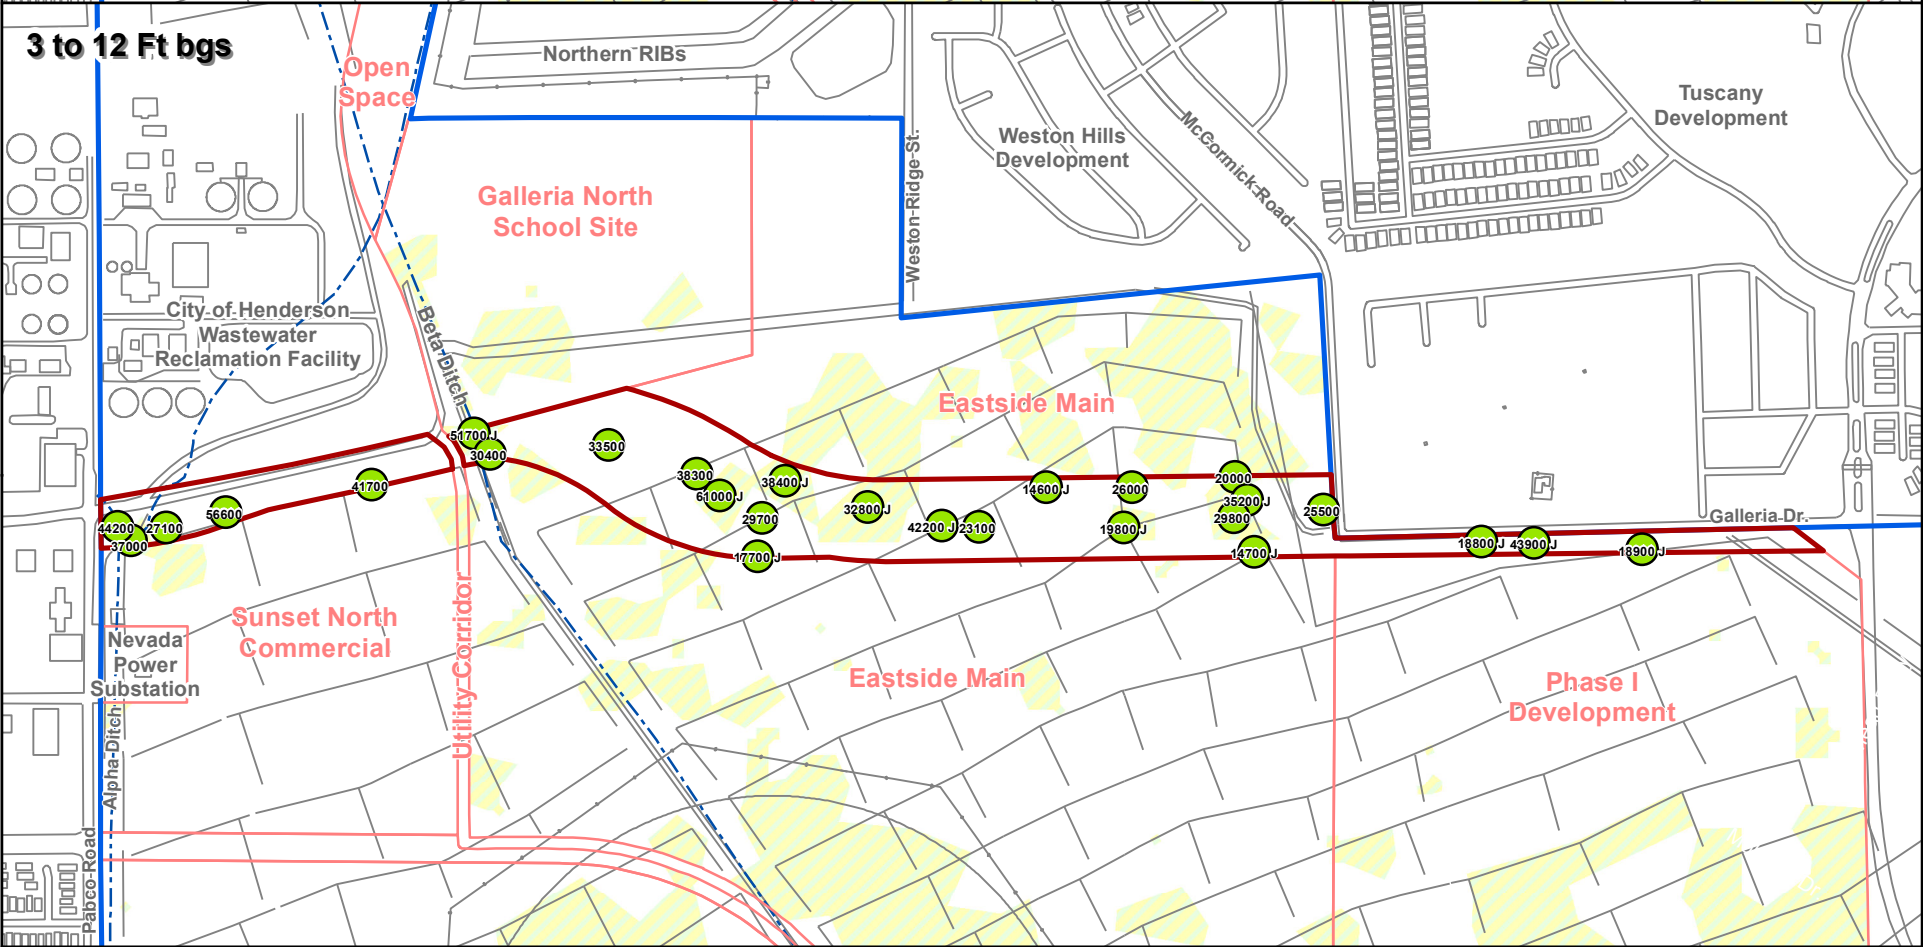 3 to 12 Ft bgs
Open
Space
Northern RIBs
Tuscany
Development
Weston Hills
Development
McCormick Road
Weston Ridge St.
Galleria North
School Site
City of Henderson
Wastewater
Reclamation Facility
Beta Ditch
Eastside Main
51700 J
30400
33500
38300
61000 J
38400 J
29700
32800 J
17700 J
42200 J
23100
14600 J
26000
19800 J
20000
35200 J
29800
14700 J
25500
18800 J
43900 J
18900 J
Galleria Dr.
41700
56600
27100
44200
37000
Sunset North
Commercial
Utility Corridor
Nevada
Power
Substation
Alpha Ditch
Pabco Road
Eastside Main
Phase I
Development